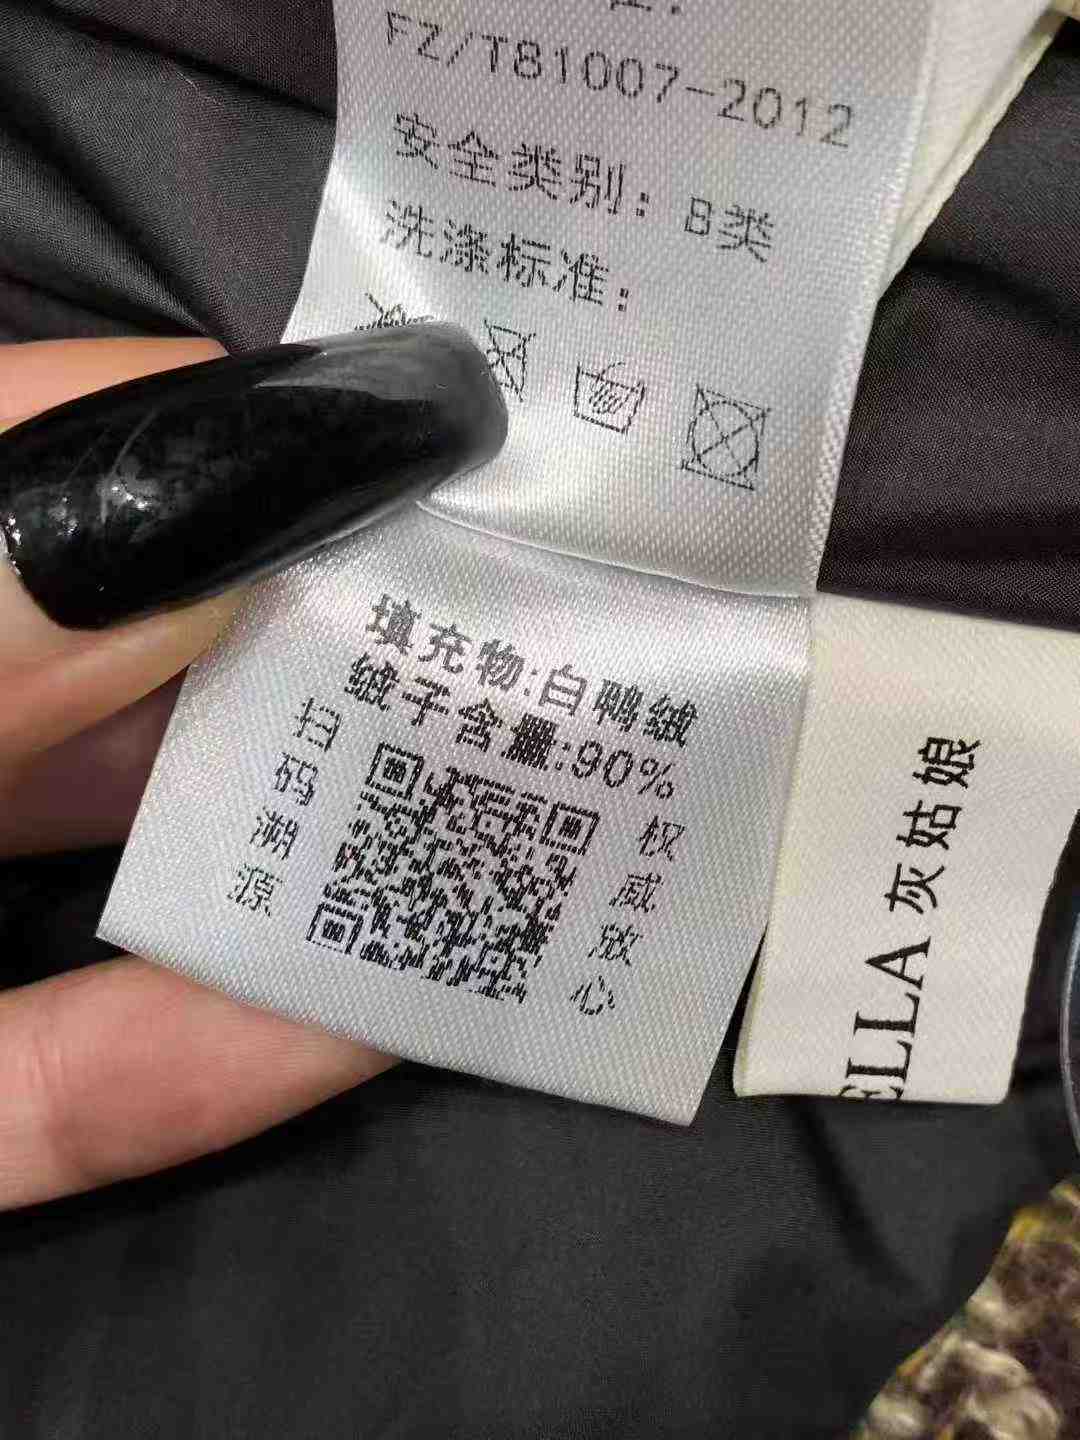 FZ/T81007-2012
安全类别：B类
洗涤标准：
填充物:白鸭绒
绒子含量:90%
扫码溯源
权威放心
ELLA 灰姑娘